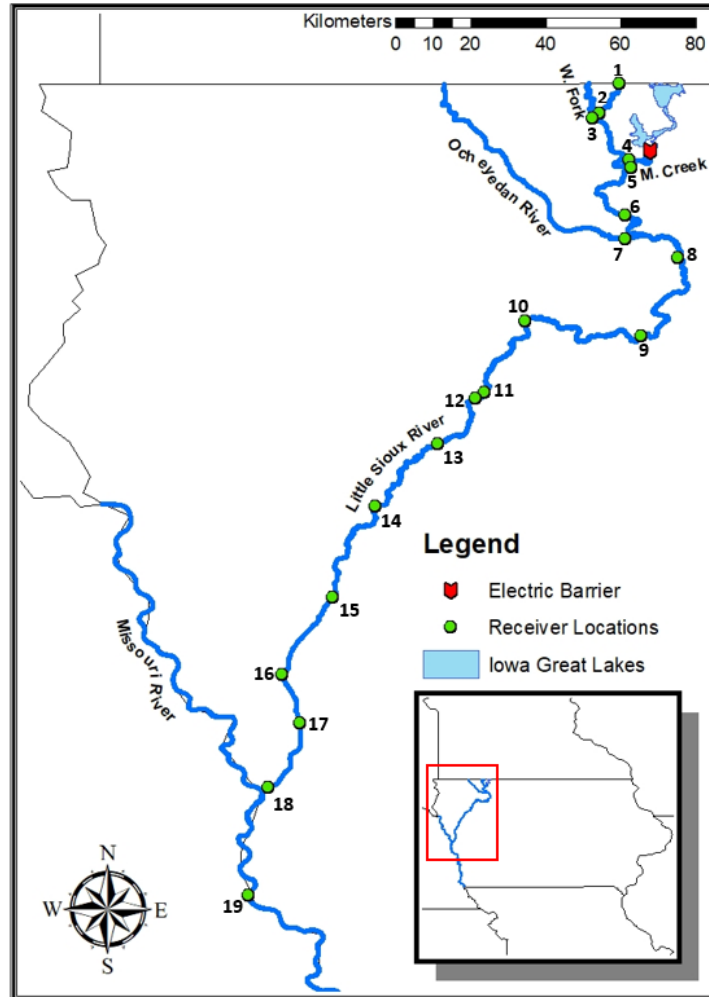 Kilometers
0 10 20 40 60 80
1
W. Fork
2
3
4
M. Creek
5
Ocheyedan River
6
7
8
10
9
12
11
Little Sioux River
13
14
Legend
Electric Barrier
15
Receiver Locations
Missouri River
Iowa Great Lakes
16
17
18
N
19
W E
S